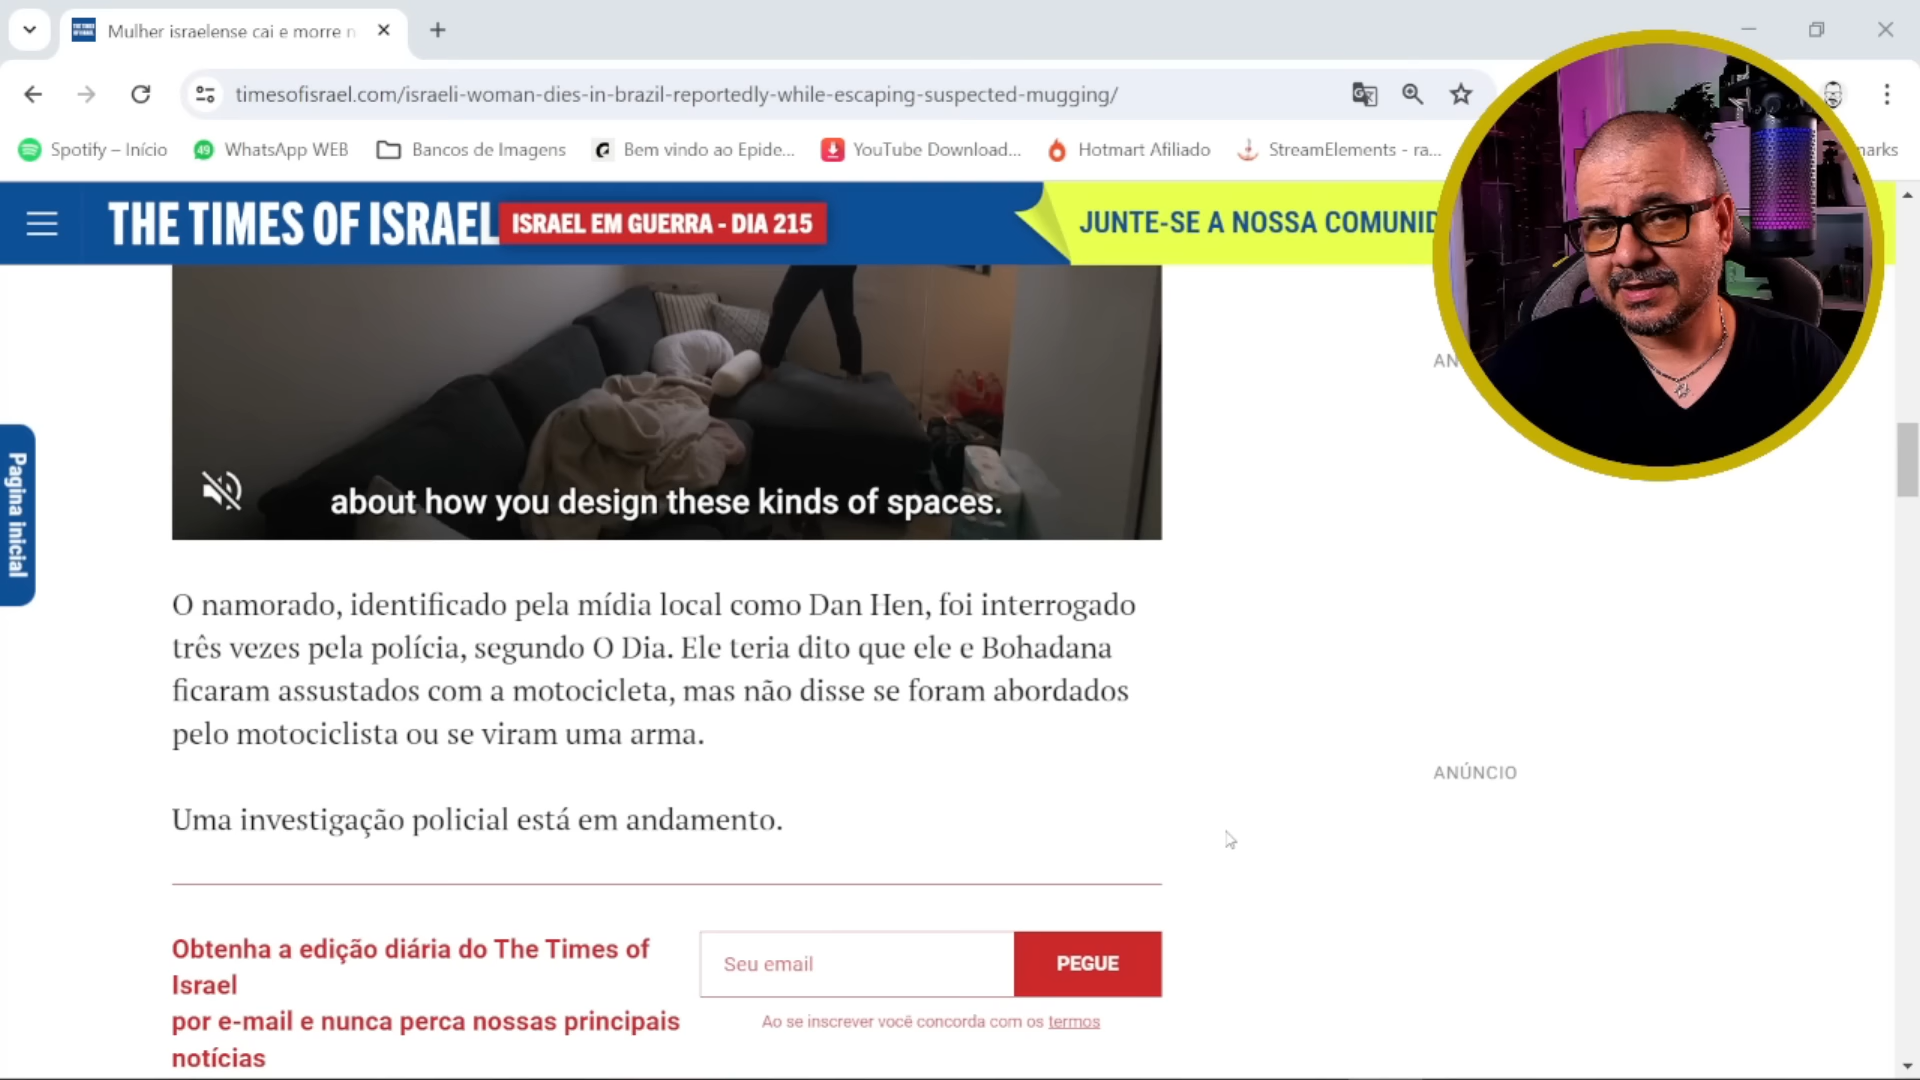 Mulher israelense cai e morre n
timesofisrael.com/israeli-woman-dies-in-brazil-reportedly-while-escaping-suspected-mugging/
Spotify – Início
49
WhatsApp WEB
Bancos de Imagens
Bem vindo ao Epide...
YouTube Download...
Hotmart Afiliado
StreamElements - ra...
marks
THE TIMES OF ISRAEL
ISRAEL EM GUERRA - DIA 215
JUNTE-SE A NOSSA COMUNID
AN
Pagina inicial
about how you design these kinds of spaces.
O namorado, identificado pela mídia local como Dan Hen, foi interrogado
três vezes pela polícia, segundo O Dia. Ele teria dito que ele e Bohadana
ficaram assustados com a motocicleta, mas não disse se foram abordados
pelo motociclista ou se viram uma arma.
ANÚNCIO
Uma investigação policial está em andamento.
Obtenha a edição diária do The Times of
Israel
por e-mail e nunca perca nossas principais
notícias
Seu email
PEGUE
Ao se inscrever você concorda com os termos